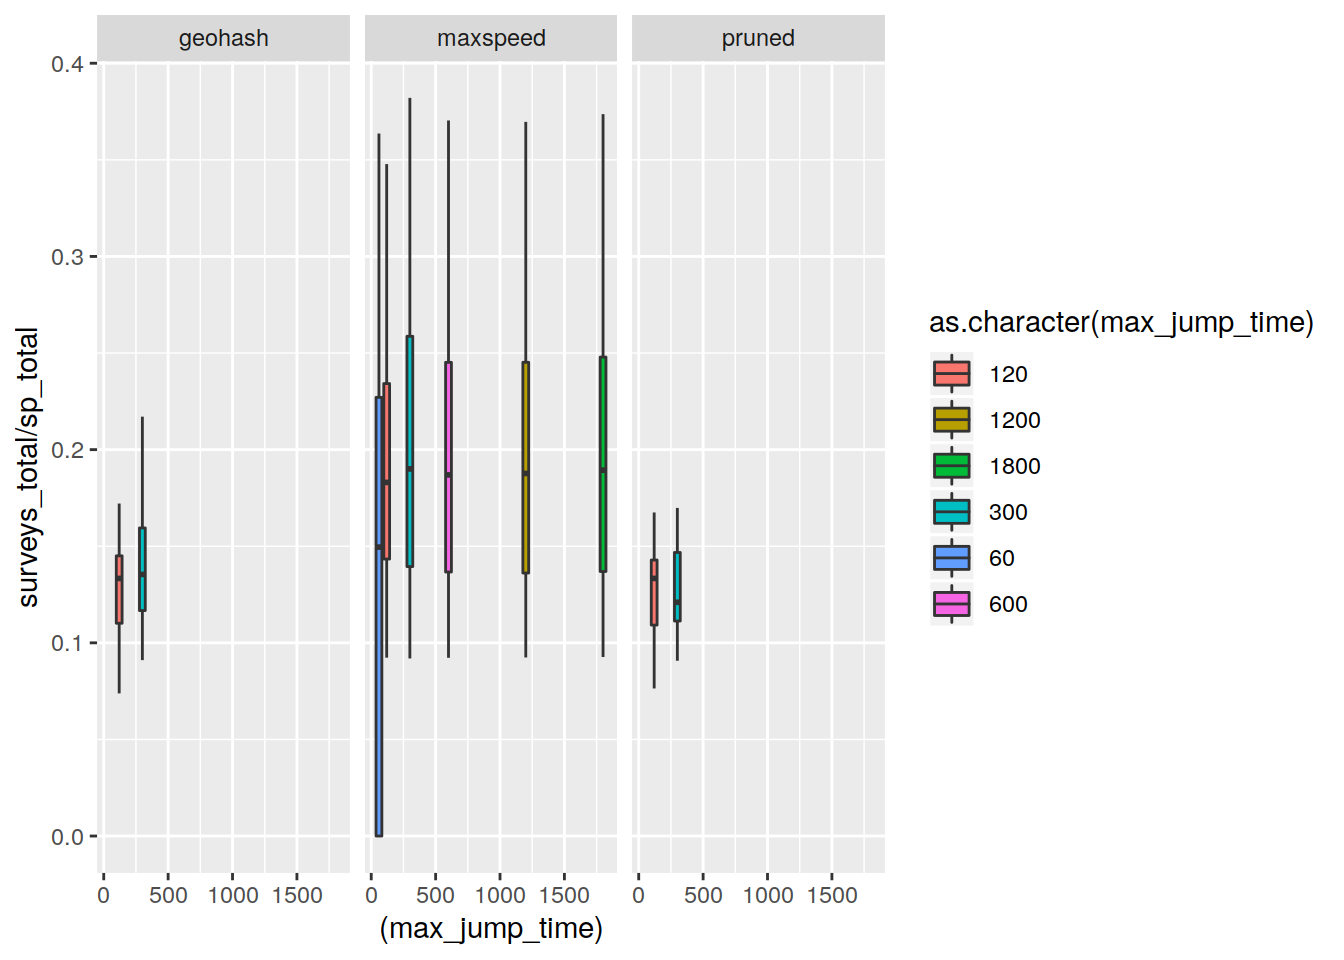 geohash maxspeed pruned
0.4
0.3
0.2
0.1
0.0
surveys_total/sp_total
0 500 1000 1500 0 500 1000 1500 0 500 1000 1500
(max_jump_time)
as.character(max_jump_time)
120
1200
1800
300
60
600